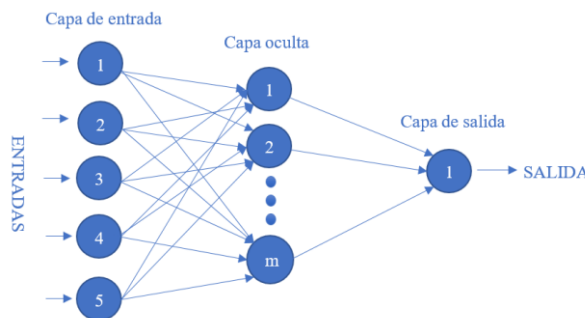 Capa de entrada
Capa oculta
Capa de salida
ENTRADAS
1
2
3
4
5
1
2
m
1
SALIDA